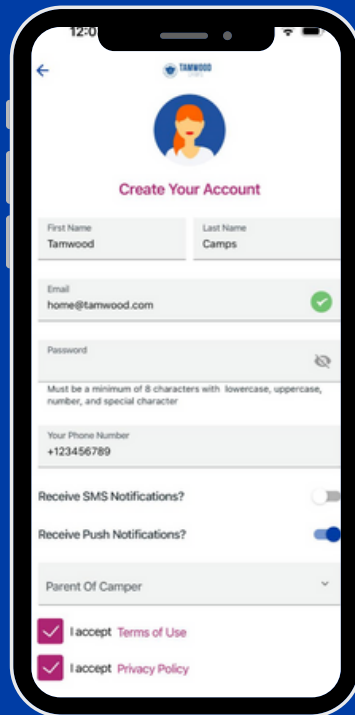 12:0
TAMWOOD
CAMPS
Create Your Account
First Name
Tamwood
Last Name
Camps
Email
home@tamwood.com
Password
Must be a minimum of 8 characters with lowercase, uppercase,
number, and special character
Your Phone Number
+123456789
Receive SMS Notifications?
Receive Push Notifications?
Parent Of Camper
I accept Terms of Use
I accept Privacy Policy